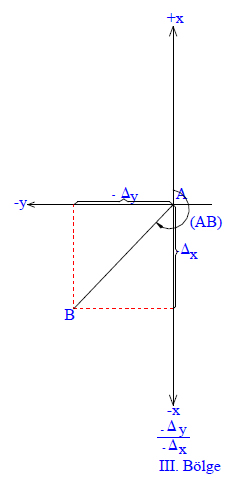 +x
- Δy
-y
A
(AB)
-Δx
B
-x
-Δy
-Δx
III. Bölge